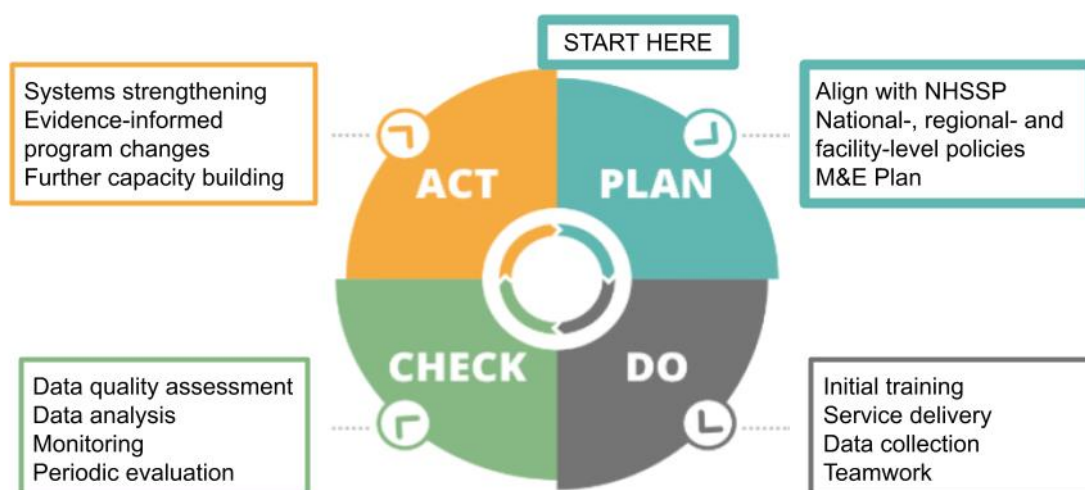 START HERE
Systems strengthening
Evidence-informed
program changes
Further capacity building
Align with NHSSP
National-, regional- and
facility-level policies
M&E Plan
ACT
PLAN
CHECK
DO
Data quality assessment
Data analysis
Monitoring
Periodic evaluation
Initial training
Service delivery
Data collection
Teamwork